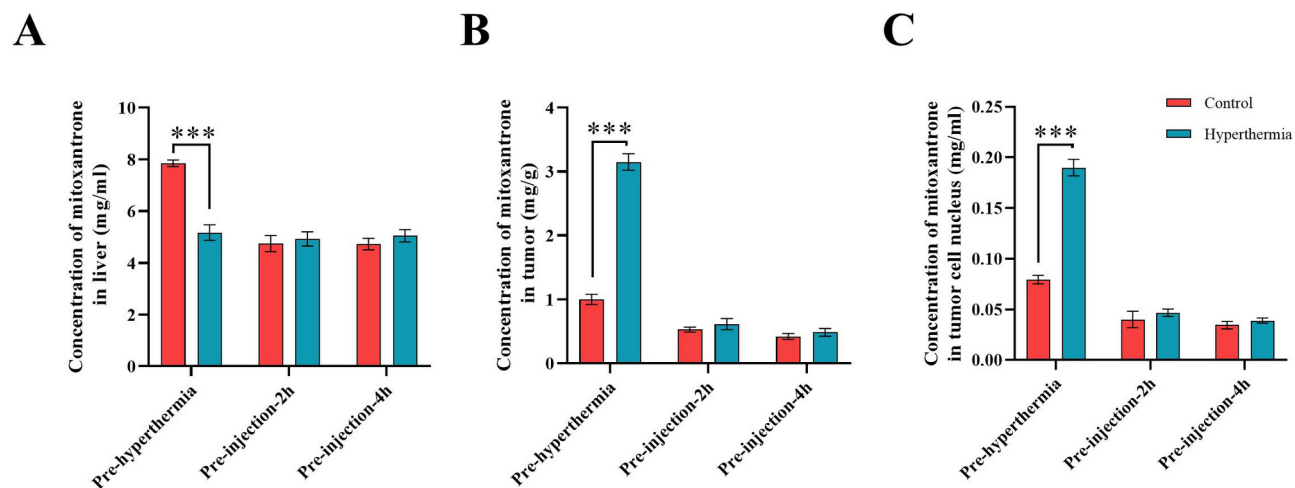 A
Concentration of mitoxantrone
in liver (mg/ml)
10
8
6
4
2
0
***
Pre-hyperthermia
Pre-injection-2h
Pre-injection-4h
B
Concentration of mitoxantrone
in tumor (mg/g)
4
3
2
1
0
***
Pre-hyperthermia
Pre-injection-2h
Pre-injection-4h
C
Concentration of mitoxantrone
in tumor cell nucleus (mg/ml)
0.25
0.20
0.15
0.10
0.05
0.00
***
Pre-hyperthermia
Pre-injection-2h
Pre-injection-4h
Control
Hyperthermia